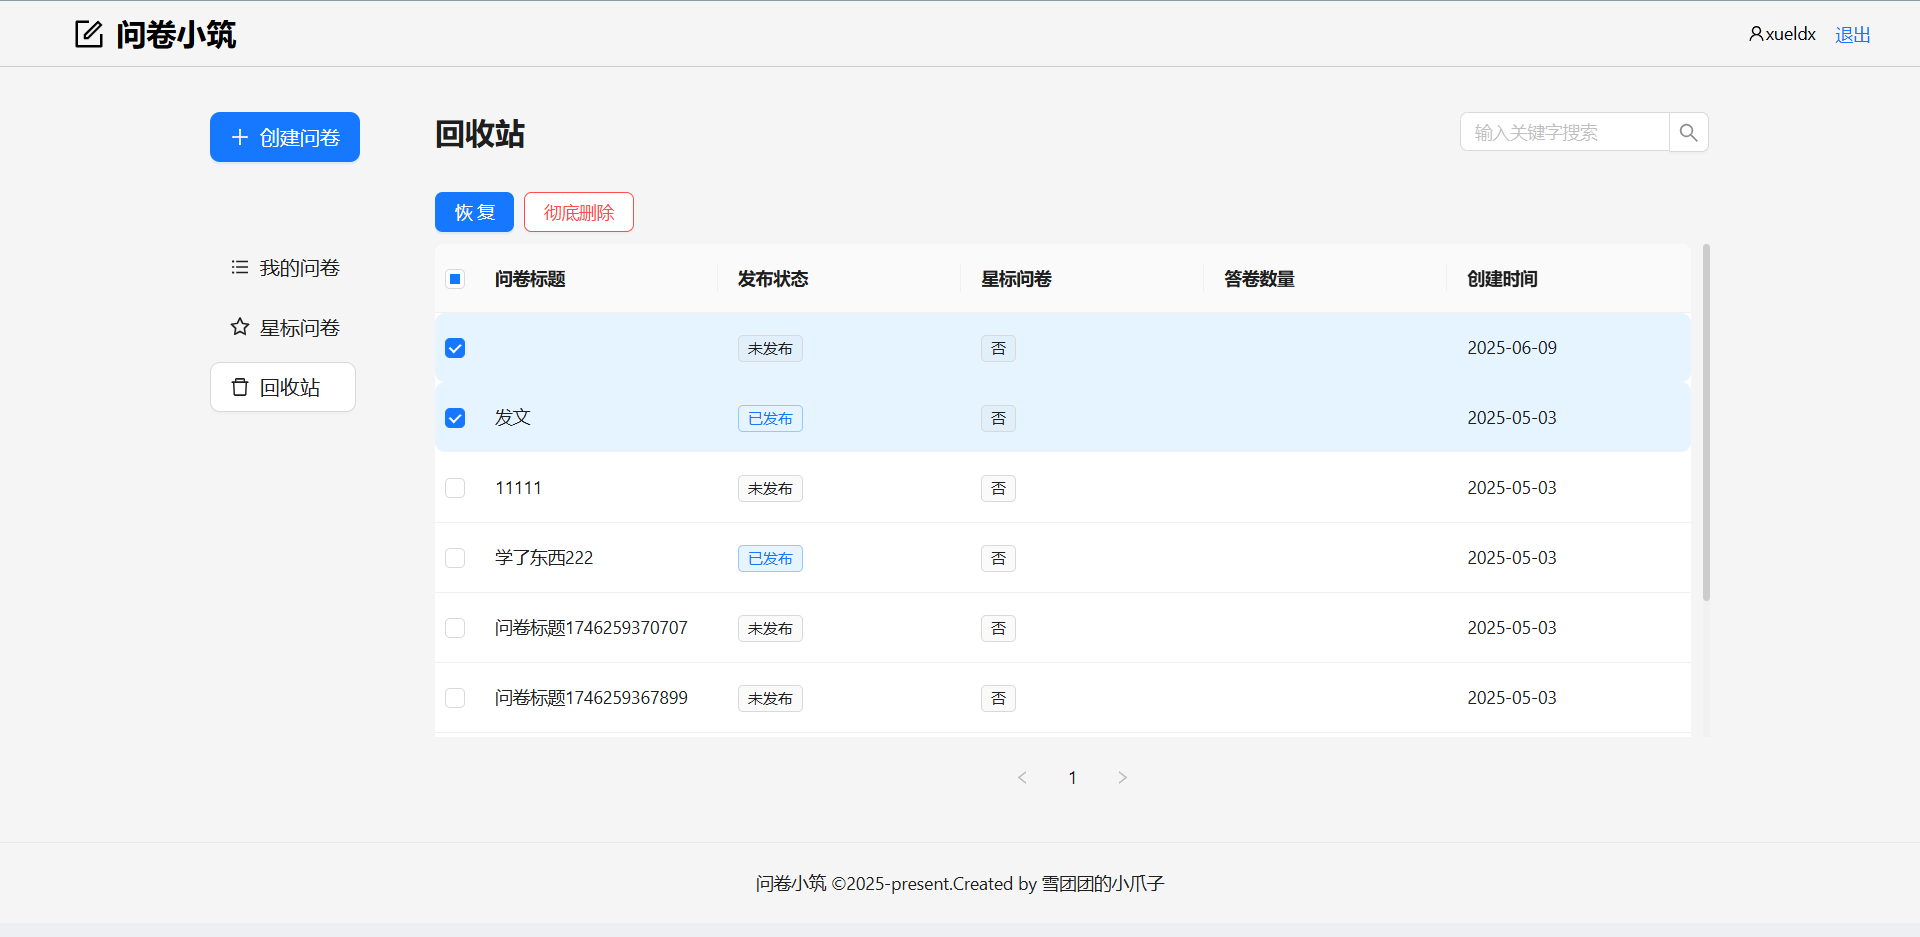 问卷小筑
xueldx 退出
创建问卷
回收站
输入关键字搜索
恢复 彻底删除
我的问卷
星标问卷
回收站
问卷标题 发布状态 星标问卷 答卷数量 创建时间
未发布 否 2025-06-09
发文 已发布 否 2025-05-03
11111 未发布 否 2025-05-03
学了东西222 已发布 否 2025-05-03
问卷标题1746259370707 未发布 否 2025-05-03
问卷标题1746259367899 未发布 否 2025-05-03
< 1 >
问卷小筑 ©2025-present.Created by 雪团团的小爪子